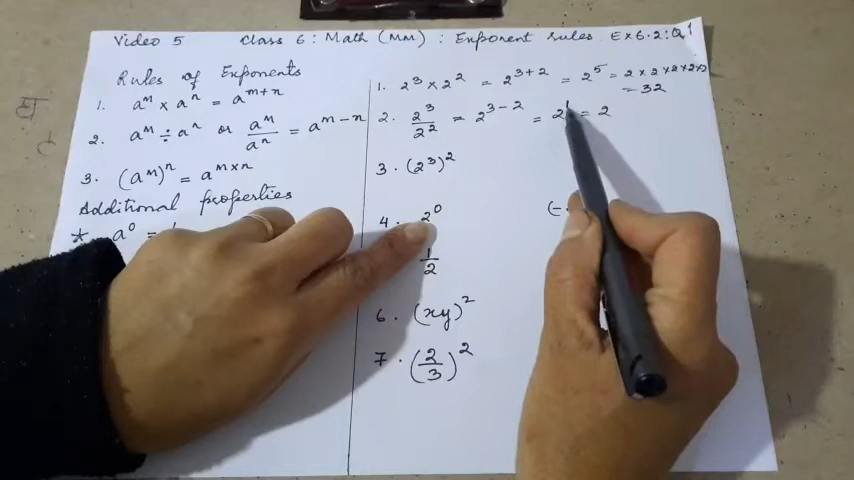 Video 5 Class 6 : Math (MM) : Exponent rules Ex 6.2 : Q1
Rules of Exponents
1. aᵐ × aⁿ = aᵐ⁺ⁿ
2. aᵐ ÷ aⁿ or aᵐ/aⁿ = aᵐ⁻ⁿ
3. (aᵐ)ⁿ = aᵐˣⁿ
Additional properties
* a⁰ =
1. 2³ × 2² = 2³⁺² = 2⁵ = 2 × 2 × 2 × 2 × 2
= 32
2. 2³/2² = 2³⁻² = 2¹ = 2
3. (2³)²
4. 2⁰
1/2
6. (xy)²
7. (2/3)²
(-